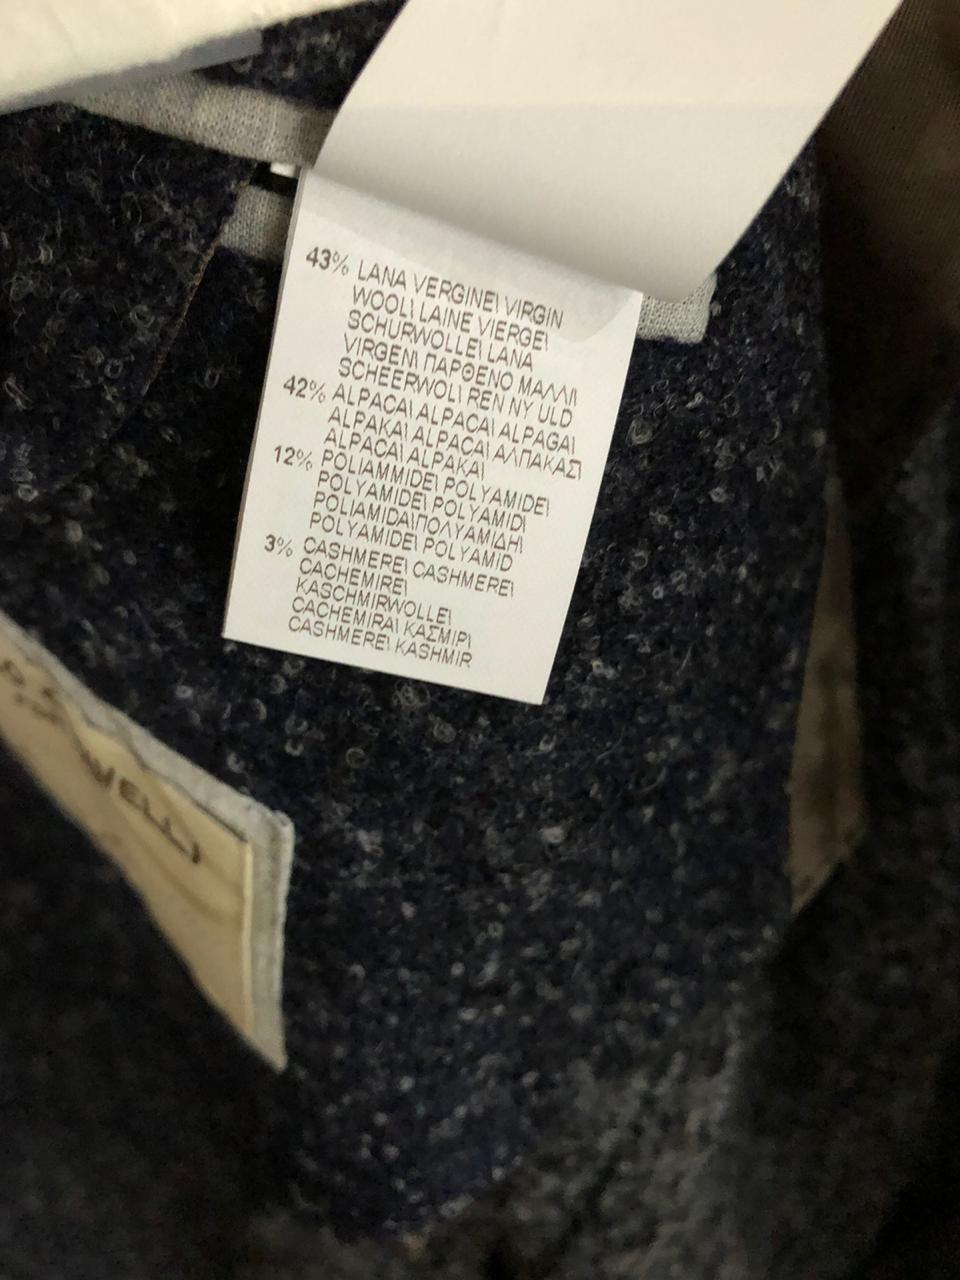 43% LANA VERGINE\ VIRGIN
WOOL\ LAINE VIERGE\
SCHURWOLLE\ LANA
VIRGEN\ ΠΑΡΘΕΝΟ ΜΑΛΛΙ\
SCHEERWOL\ REN NY ULD
42% ALPACA\ ALPACA\ ALPAGA\
ALPAKA\ ALPACA\ ΑΛΠΑΚΑΣ\
ALPACA\ ALPAKA\
12% POLIAMMIDE\ POLYAMIDE\
POLYAMIDE\ POLYAMID\
POLIAMIDA\ΠΟΛΥΑΜΙΔΗ\
POLYAMIDE\ POLYAMID
3% CASHMERE\ CASHMERE\
CACHEMIRE\
KASCHMIRWOLLE\
CACHEMIRA\ ΚΑΣΜΙΡ\
CASHMERE\ KASHMIR